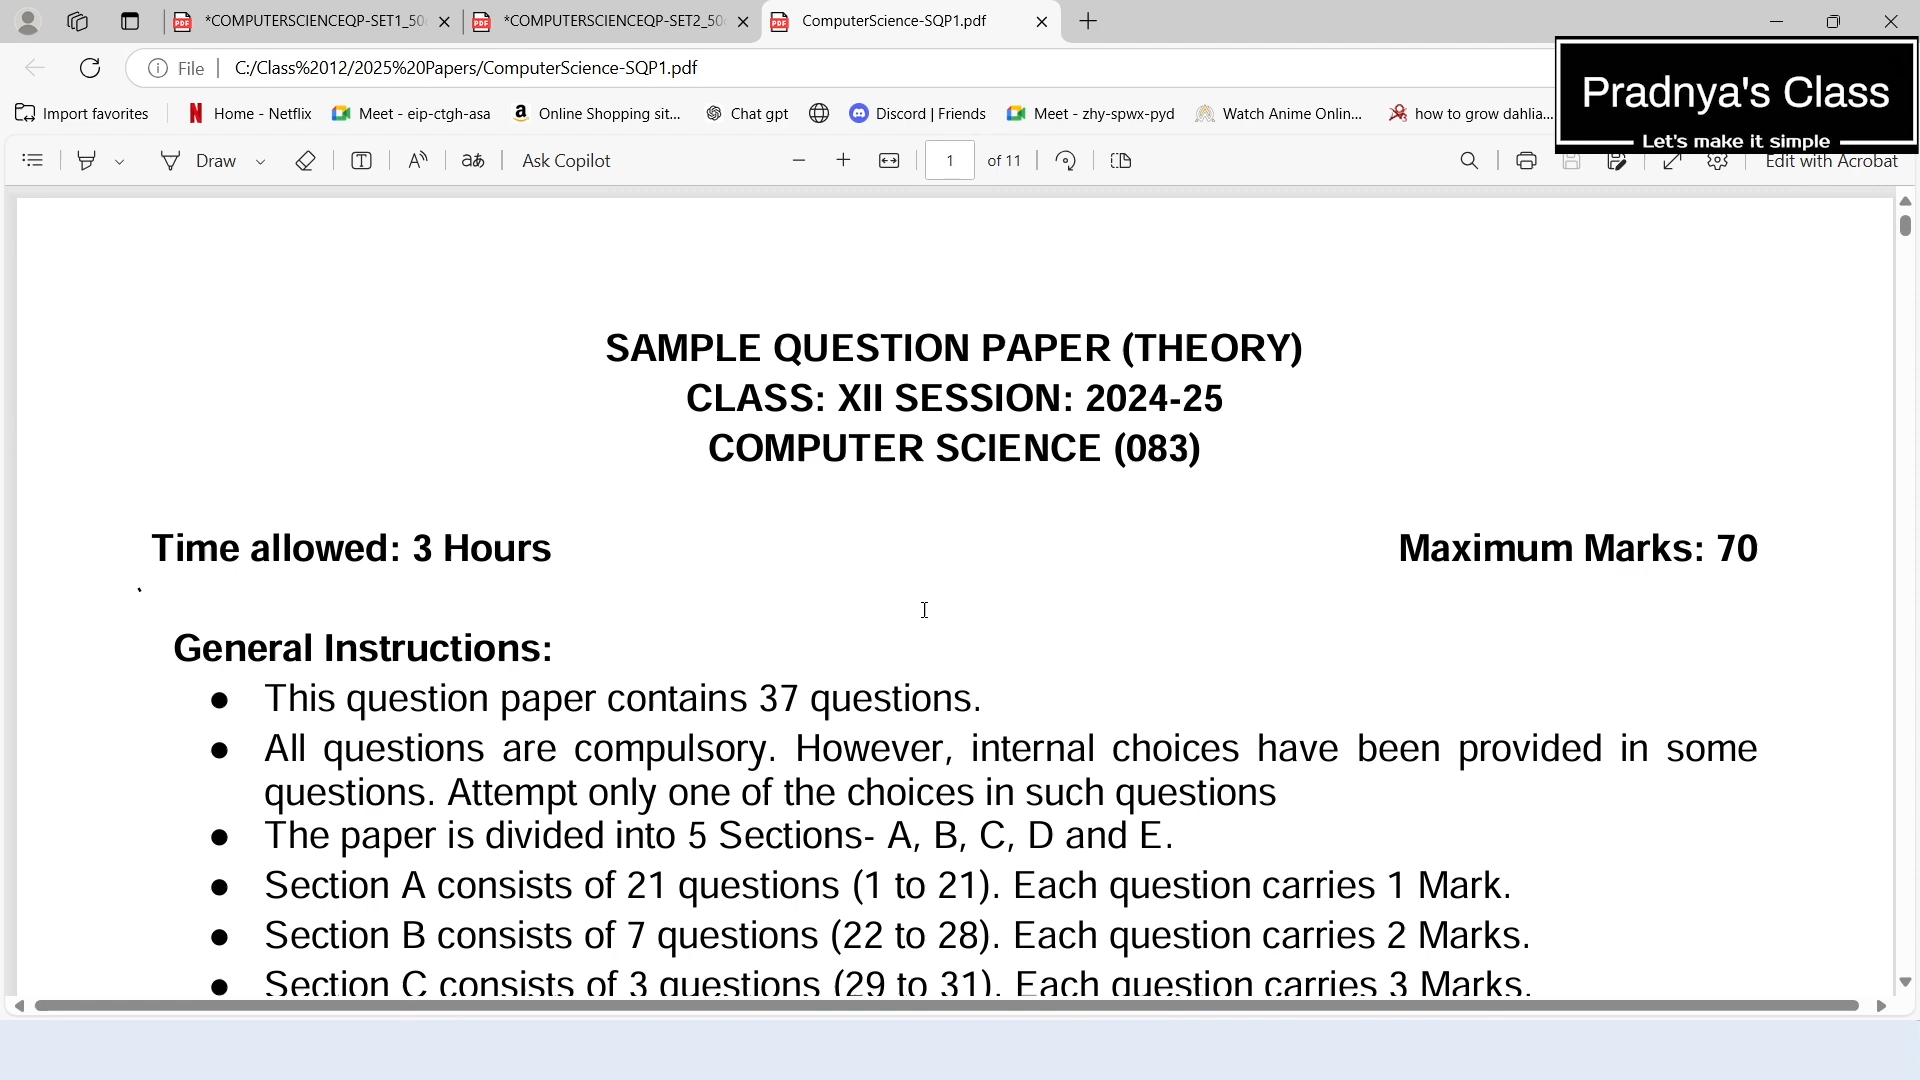 *COMPUTERSCIENCEQP-SET1_50
*COMPUTERSCIENCEQP-SET2_50
ComputerScience-SQP1.pdf
File
C:/Class%2012/2025%20Papers/ComputerScience-SQP1.pdf
Import favorites
Home - Netflix
Meet - eip-ctgh-asa
Online Shopping sit...
Chat gpt
Discord | Friends
Meet - zhy-spwx-pyd
Watch Anime Onlin...
how to grow dahlia...
Pradnya's Class
Let's make it simple
Draw
Ask Copilot
1
of 11
Edit with Acrobat
SAMPLE QUESTION PAPER (THEORY)
CLASS: XII SESSION: 2024-25
COMPUTER SCIENCE (083)
Time allowed: 3 Hours
Maximum Marks: 70
General Instructions:
● This question paper contains 37 questions.
● All questions are compulsory. However, internal choices have been provided in some
questions. Attempt only one of the choices in such questions
● The paper is divided into 5 Sections- A, B, C, D and E.
● Section A consists of 21 questions (1 to 21). Each question carries 1 Mark.
● Section B consists of 7 questions (22 to 28). Each question carries 2 Marks.
● Section C consists of 3 questions (29 to 31). Each question carries 3 Marks.